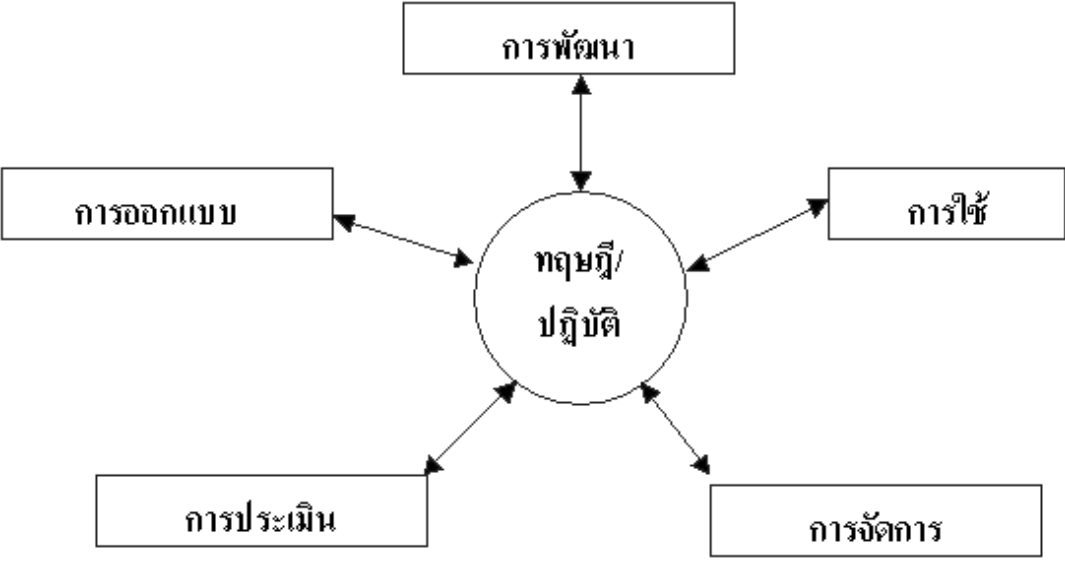 การพัฒนา
การออกแบบ
การใช้
ทฤษฎี/
ปฏิบัติ
การประเมิน
การจัดการ